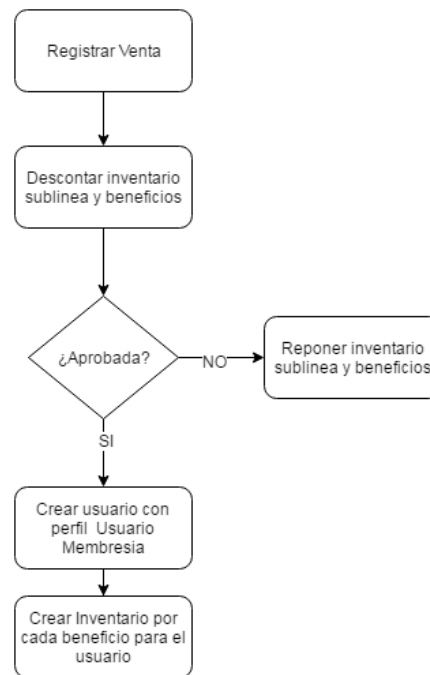 Registrar Venta
Descontar inventario
sublinea y beneficios
¿Aprobada?
NO
Reponer inventario
sublinea y beneficios
SI
Crear usuario con
perfil Usuario
Membresia
Crear Inventario por
cada beneficio para el
usuario